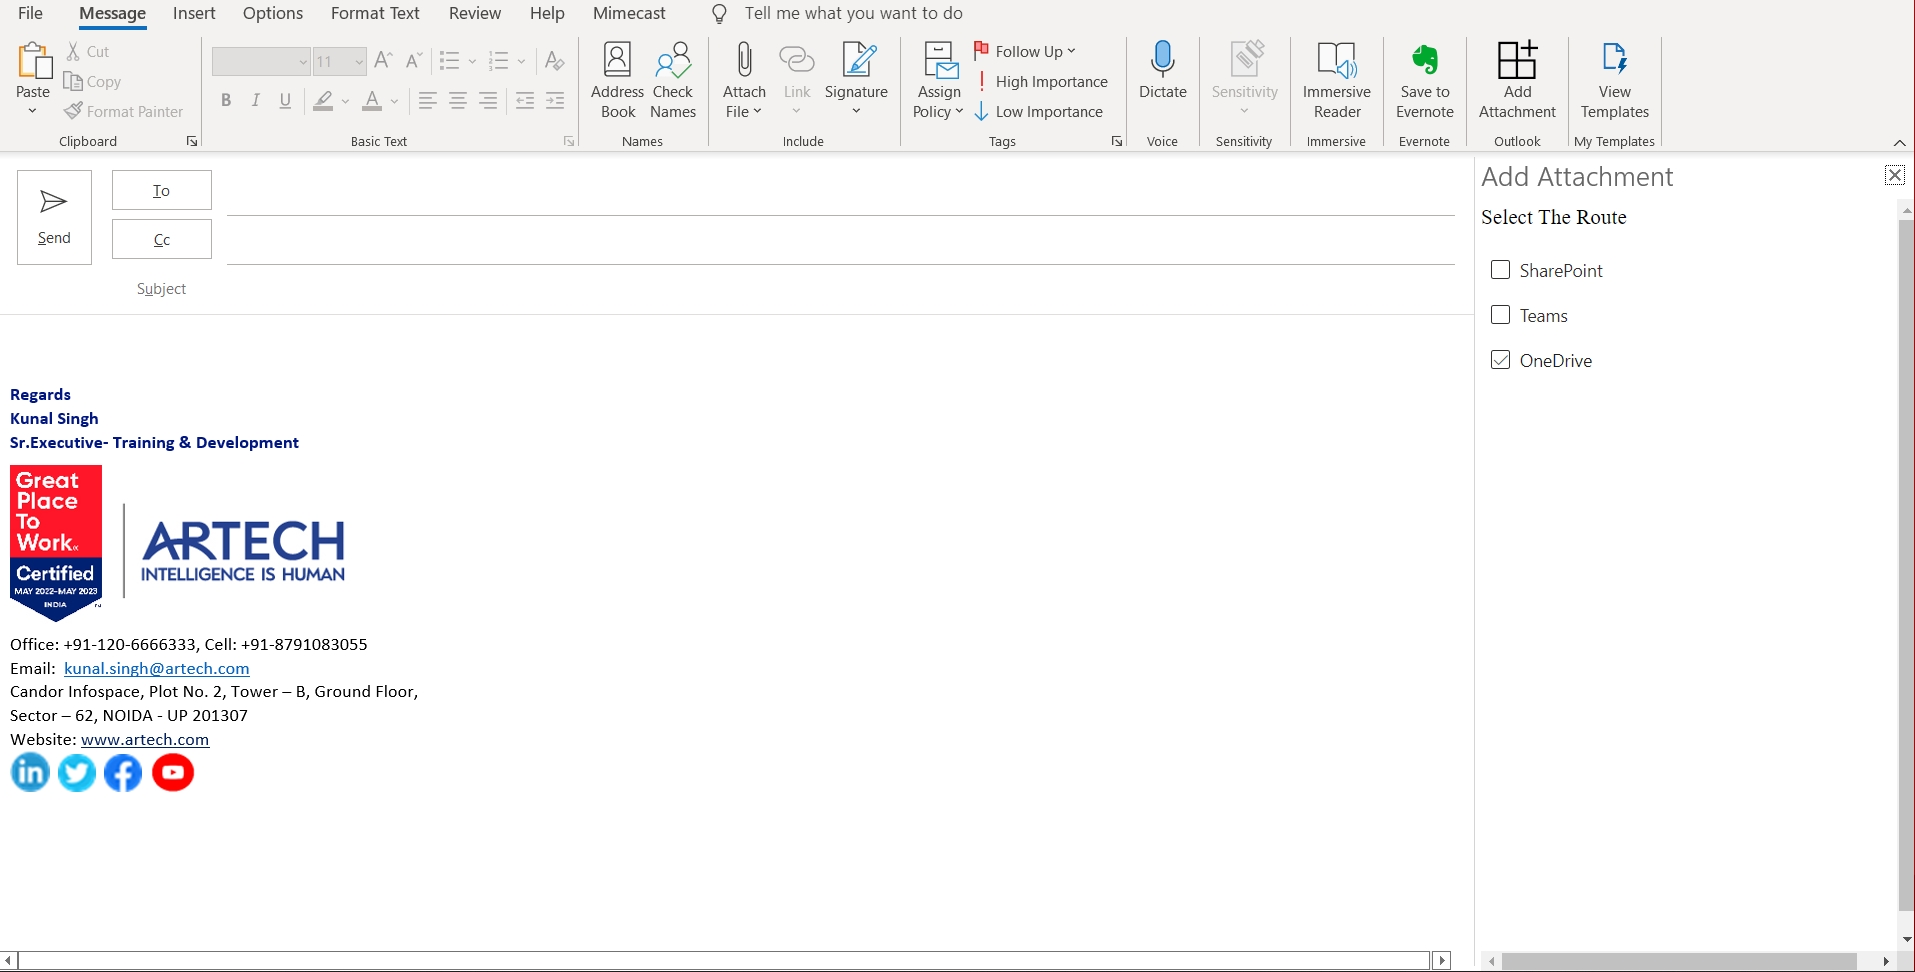 File Message Insert Options Format Text Review Help Mimecast Tell me what you want to do
Paste
Cut
Copy
Format Painter
Clipboard
11
B I U A
Basic Text
Address Book
Check Names
Names
Attach File
Link
Signature
Include
Assign Policy
Follow Up
High Importance
Low Importance
Tags
Dictate
Voice
Sensitivity
Sensitivity
Immersive Reader
Immersive
Save to Evernote
Evernote
Add Attachment
Outlook
View Templates
My Templates
Send
To
Cc
Subject
Regards
Kunal Singh
Sr.Executive- Training & Development
Great
Place
To
Work.
Certified
MAY 2022-MAY 2023
INDIA
ARTECH
INTELLIGENCE IS HUMAN
Office: +91-120-6666333, Cell: +91-8791083055
Email: kunal.singh@artech.com
Candor Infospace, Plot No. 2, Tower – B, Ground Floor,
Sector – 62, NOIDA - UP 201307
Website: www.artech.com
in
Add Attachment
Select The Route
SharePoint
Teams
OneDrive